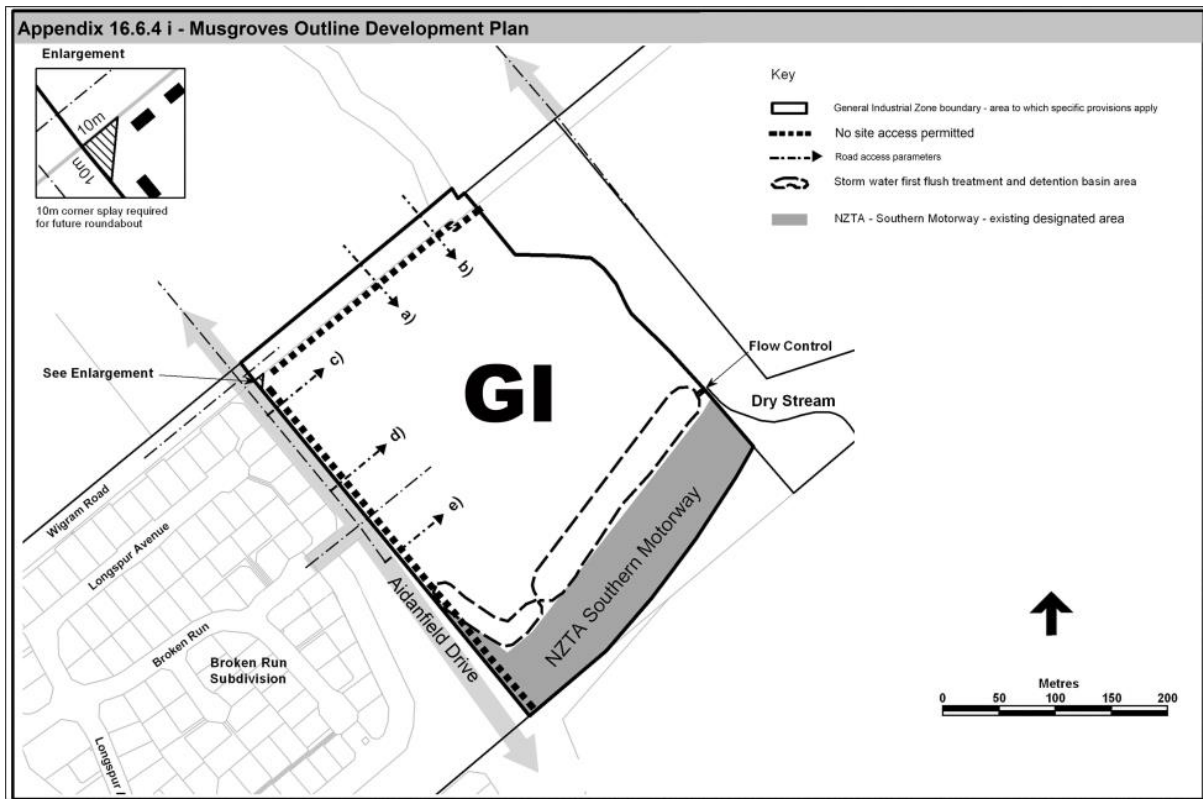 Appendix 16.6.4 i - Musgroves Outline Development Plan
Enlargement
10m
10m
10m corner splay required
for future roundabout
Key
General Industrial Zone boundary - area to which specific provisions apply
No site access permitted
Road access parameters
Storm water first flush treatment and detention basin area
NZTA - Southern Motorway - existing designated area
b)
a)
c)
See Enlargement
GI
Flow Control
Dry Stream
d)
e)
Wigram Road
Longspur Avenue
Aidanfield Drive
NZTA Southern Motorway
Broken Run
Broken Run
Subdivision
Metres
0 50 100 150 200